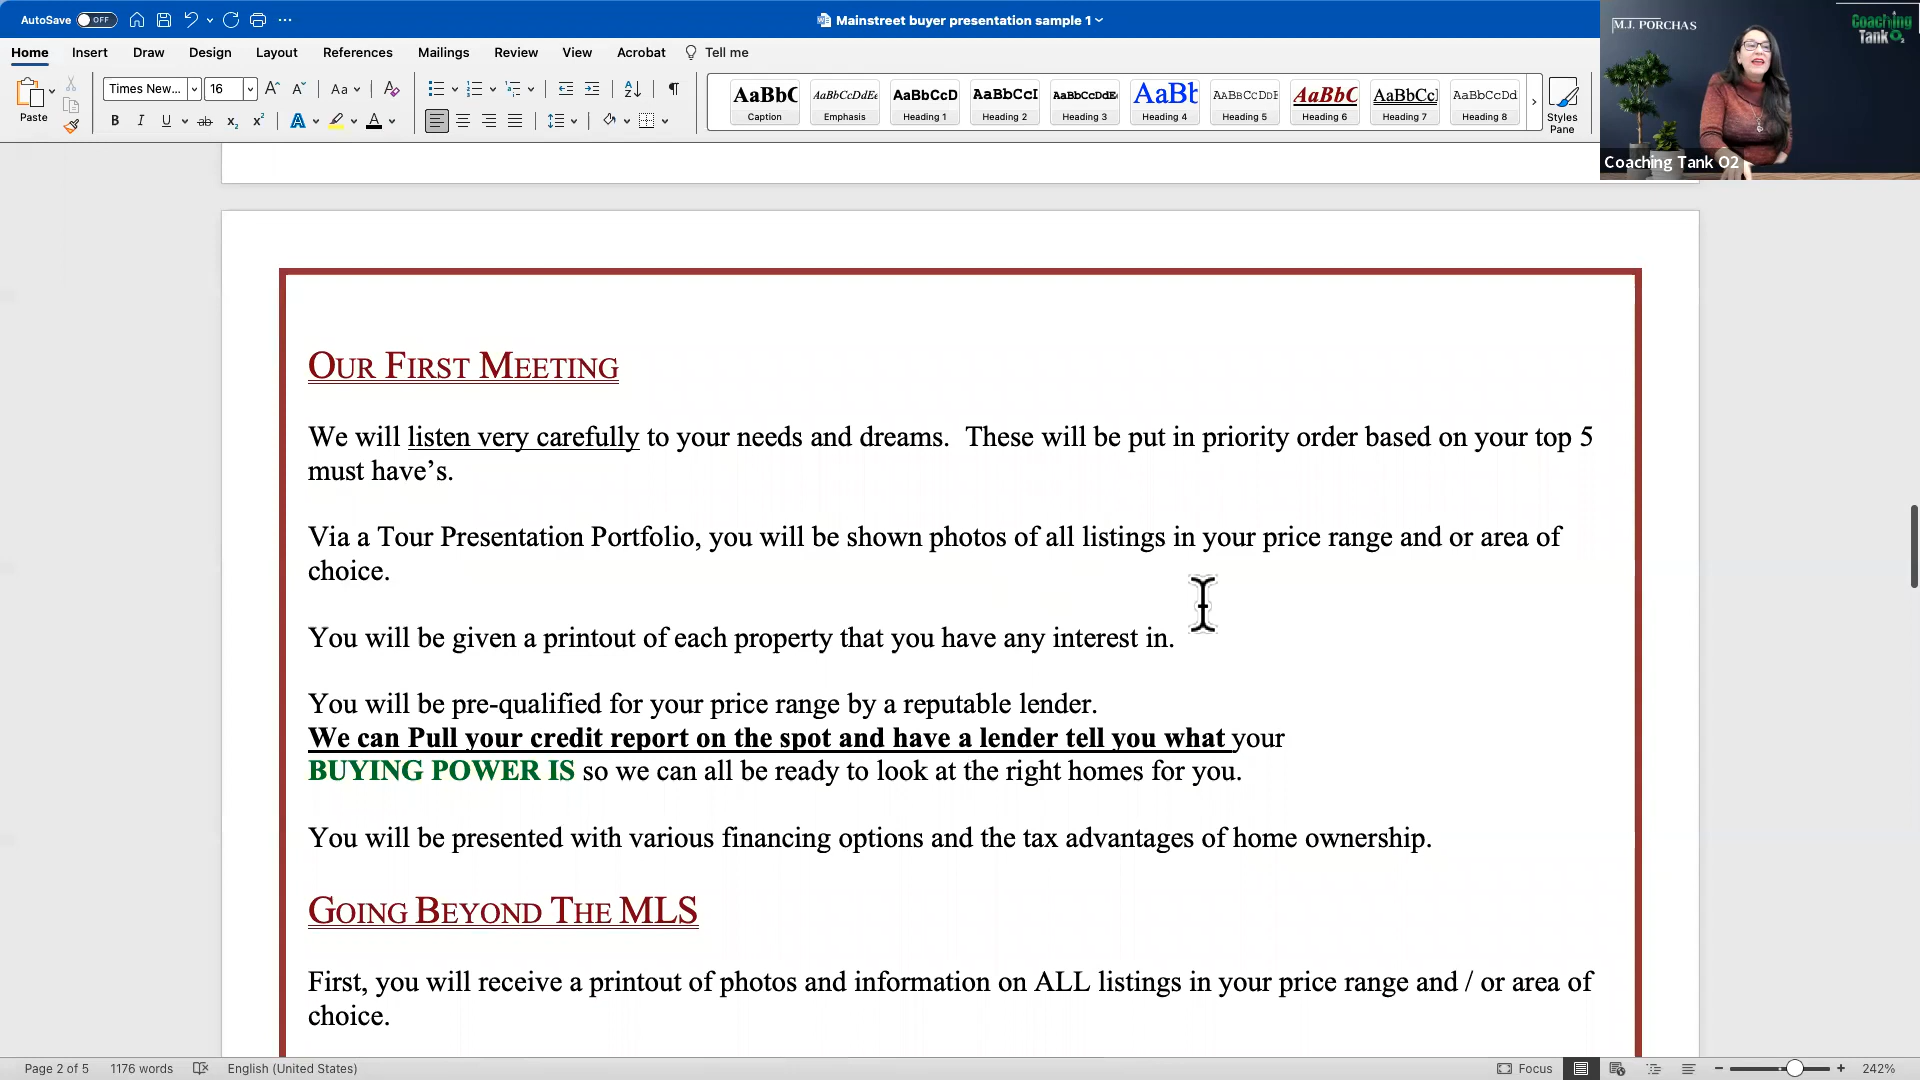 AutoSave OFF
Mainstreet buyer presentation sample 1
Home Insert Draw Design Layout References Mailings Review View Acrobat Tell me
Paste
Times New... 16
Aa
AaBbC AaBbCcDdEe AaBbCcD AaBbCcI AaBbCcDdEe AaBb AABBCCDDE AaBbC AaBbCc AaBbCcDd
Caption Emphasis Heading 1 Heading 2 Heading 3 Heading 4 Heading 5 Heading 6 Heading 7 Heading 8
Styles
Pane
M.J. PORCHAS
Coaching
Tank O2
Coaching Tank O2
OUR FIRST MEETING
We will listen very carefully to your needs and dreams. These will be put in priority order based on your top 5
must have’s.
Via a Tour Presentation Portfolio, you will be shown photos of all listings in your price range and or area of
choice.
You will be given a printout of each property that you have any interest in.
You will be pre-qualified for your price range by a reputable lender.
We can Pull your credit report on the spot and have a lender tell you what your
BUYING POWER IS so we can all be ready to look at the right homes for you.
You will be presented with various financing options and the tax advantages of home ownership.
GOING BEYOND THE MLS
First, you will receive a printout of photos and information on ALL listings in your price range and / or area of
choice.
Page 2 of 5 1176 words English (United States) Focus 242%